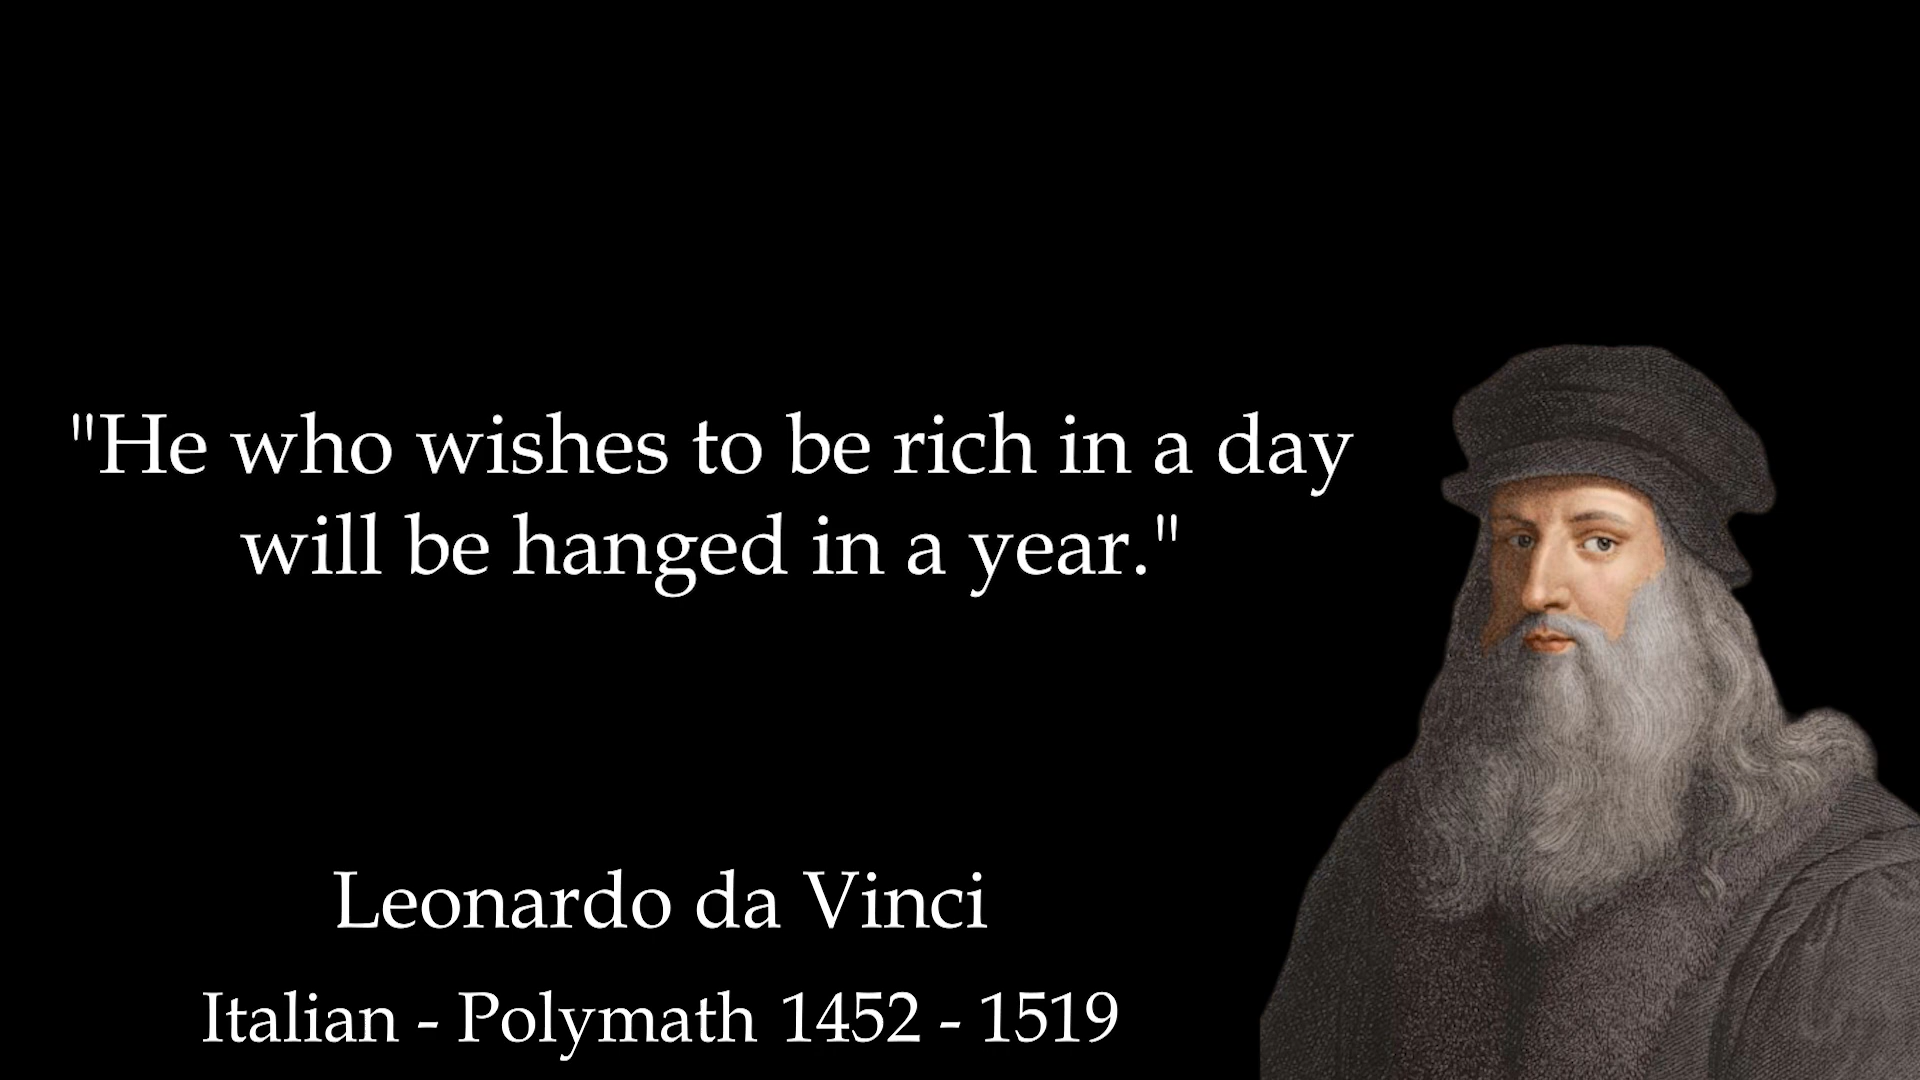 "He who wishes to be rich in a day
will be hanged in a year."
Leonardo da Vinci
Italian - Polymath 1452 - 1519